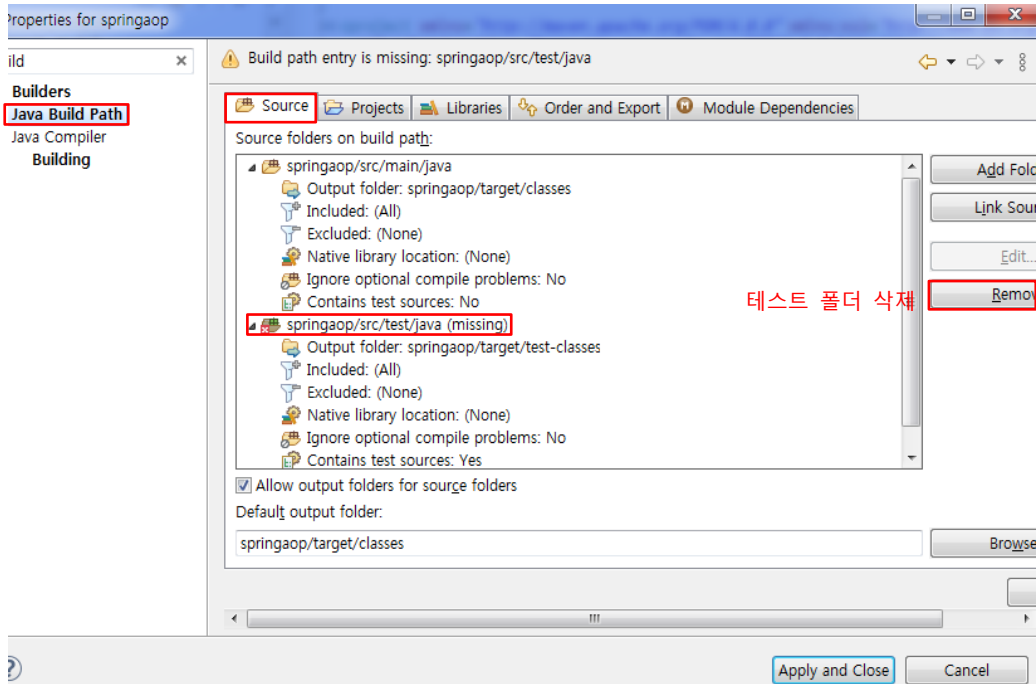 Properties for springaop
ild
Build path entry is missing: springaop/src/test/java
Builders
Java Build Path
Java Compiler
Building
Source
Projects
Libraries
Order and Export
Module Dependencies
Source folders on build path:
springaop/src/main/java
Output folder: springaop/target/classes
Included: (All)
Excluded: (None)
Native library location: (None)
Ignore optional compile problems: No
Contains test sources: No
springaop/src/test/java (missing)
Output folder: springaop/target/test-classes
Included: (All)
Excluded: (None)
Native library location: (None)
Ignore optional compile problems: No
Contains test sources: Yes
Add Fold
Link Sour
Edit...
테스트 폴더 삭제
Remov
Allow output folders for source folders
Default output folder:
springaop/target/classes
Browse
Apply and Close
Cancel